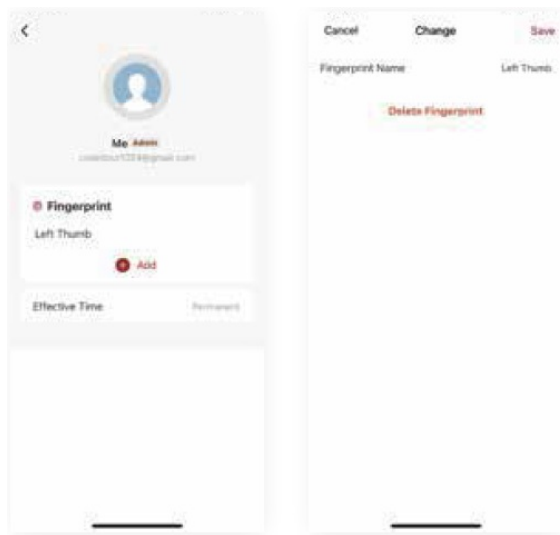 Me Admin
Fingerprint
Left Thumb
Add
Effective Time Permanent
Cancel Change Save
Fingerprint Name Left Thumb
Delete Fingerprint